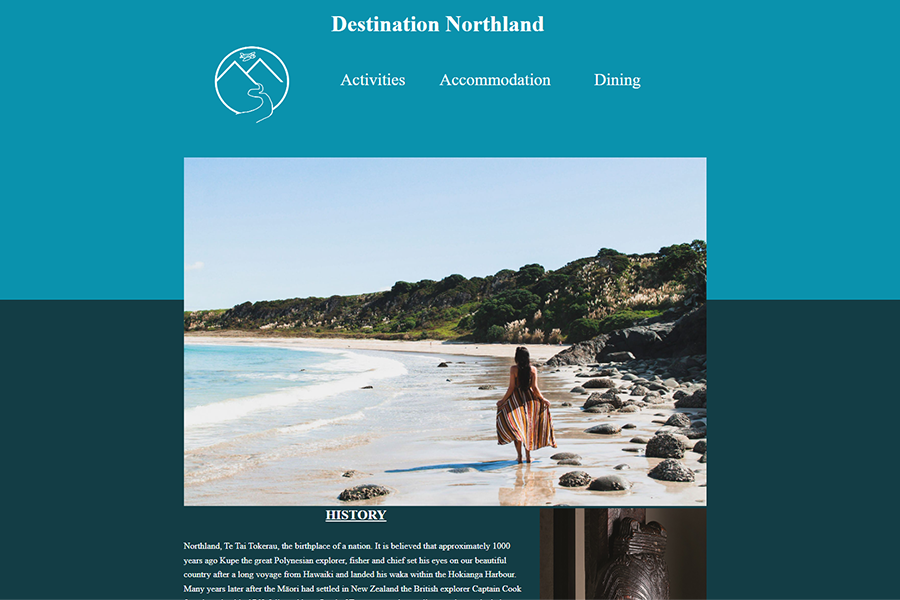 Destination Northland
Activities Accommodation Dining
HISTORY
Northland, Te Tai Tokerau, the birthplace of a nation. It is believed that approximately 1000
years ago Kupe the great Polynesian explorer, fisher and chief set his eyes on our beautiful
country after a long voyage from Hawaiki and landed his waka within the Hokianga Harbour.
Many years later after the Māori had settled in New Zealand the British explorer Captain Cook